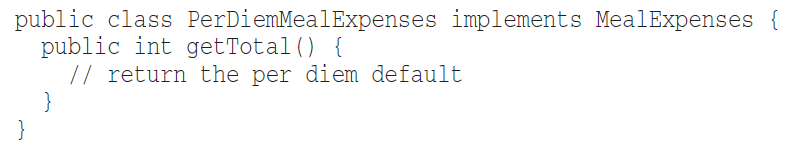 public class PerDiemMealExpenses implements MealExpenses {
  public int getTotal() {
    // return the per diem default
  }
}